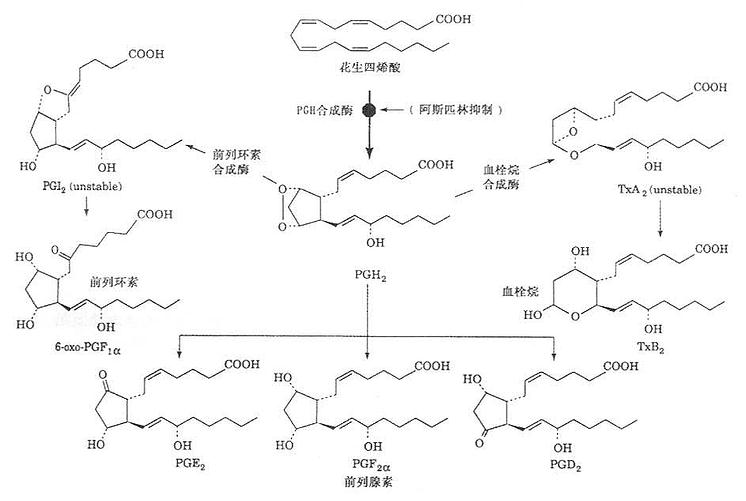 COOH
花生四烯酸
PGH合成酶
(阿斯匹林抑制)
COOH
O
HO
OH
PGI₂(unstable)
前列环素
合成酶
COOH
O
O
OH
PGH₂
血栓烷
合成酶
COOH
O
O
OH
TxA₂(unstable)
COOH
O
HO
前列环素
HO
OH
6-oxo-PGF₁α
OH
COOH
血栓烷
HO
O
OH
TxB₂
O
COOH
HO
OH
PGE₂
HO
COOH
HO
OH
PGF₂α
前列腺素
HO
COOH
O
OH
PGD₂